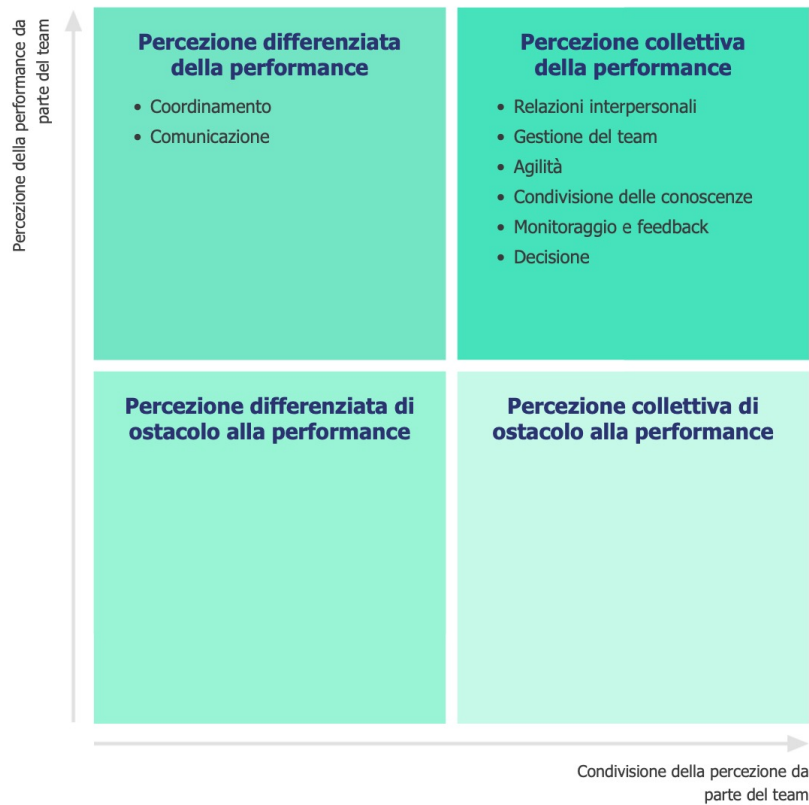 Percezione della performance da
parte del team
Percezione differenziata
della performance
• Coordinamento
• Comunicazione
Percezione collettiva
della performance
• Relazioni interpersonali
• Gestione del team
• Agilità
• Condivisione delle conoscenze
• Monitoraggio e feedback
• Decisione
Percezione differenziata di
ostacolo alla performance
Percezione collettiva di
ostacolo alla performance
Condivisione della percezione da
parte del team